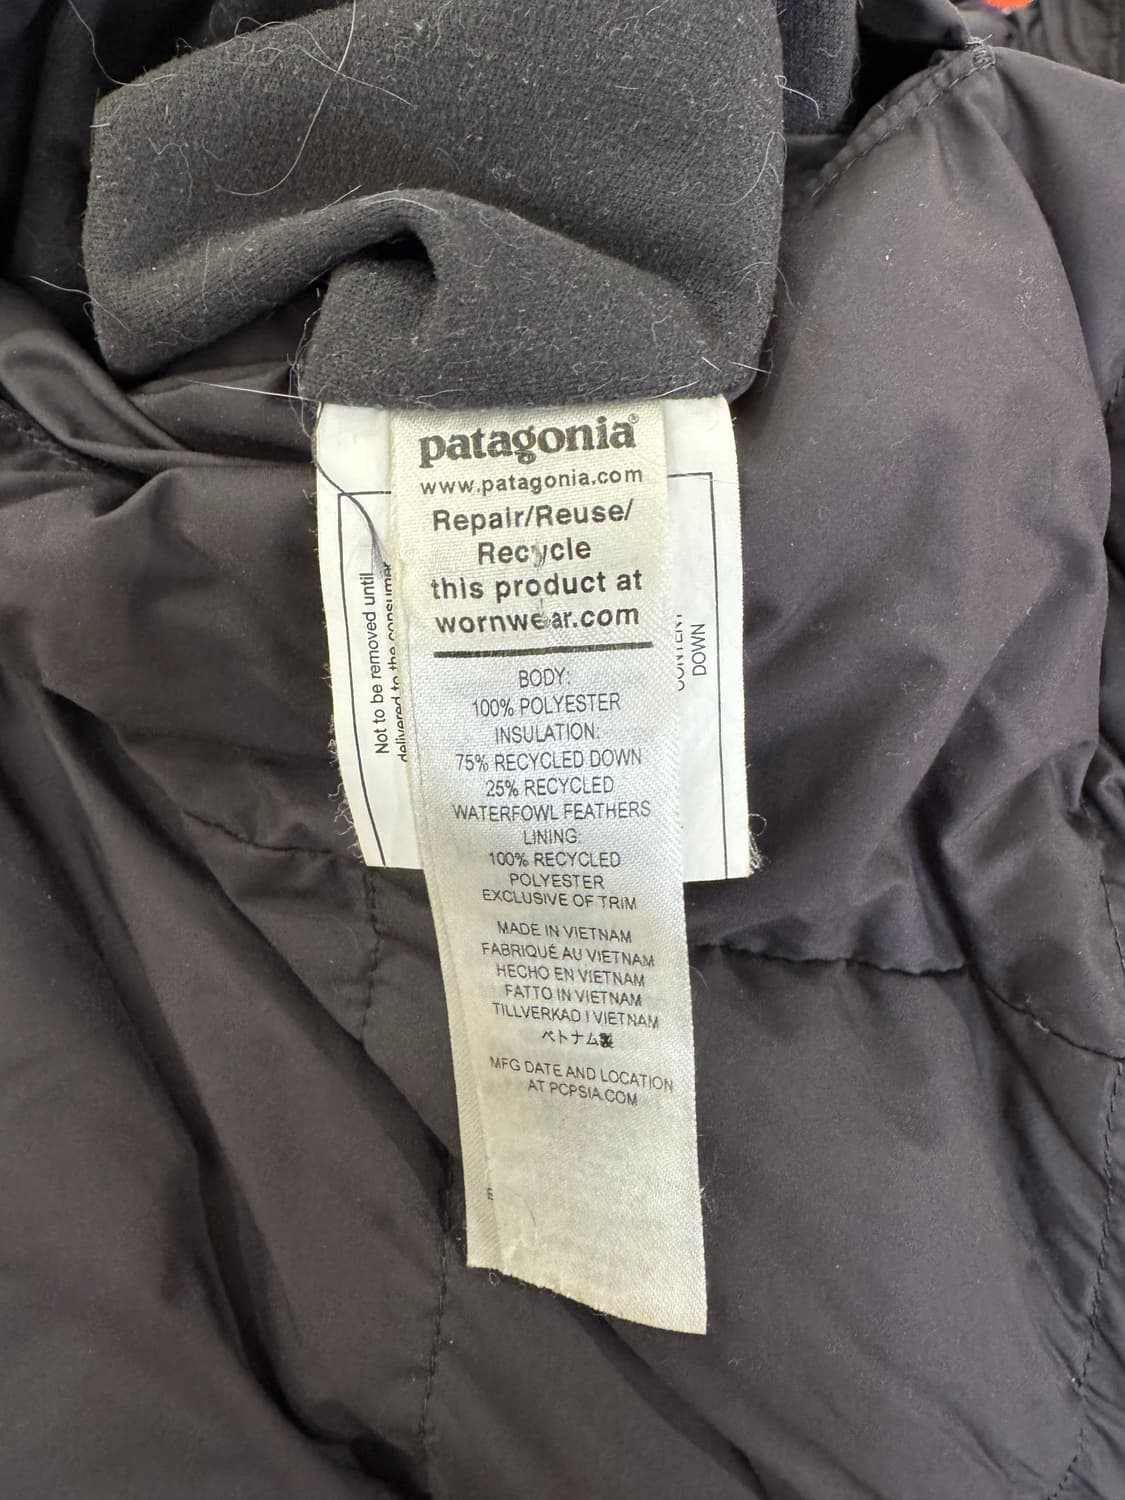 patagonia®
www.patagonia.com
Repair/Reuse/
Recycle
this product at
wornwear.com
BODY:
100% POLYESTER
INSULATION:
75% RECYCLED DOWN
25% RECYCLED
WATERFOWL FEATHERS
LINING:
100% RECYCLED
POLYESTER
EXCLUSIVE OF TRIM
MADE IN VIETNAM
FABRIQUÉ AU VIETNAM
HECHO EN VIETNAM
FATTO IN VIETNAM
TILLVERKAD I VIETNAM
ベトナム製
MFG DATE AND LOCATION
AT PCPSIA.COM
Not to be removed until
delivered to the consumer
CONTENT
DOWN